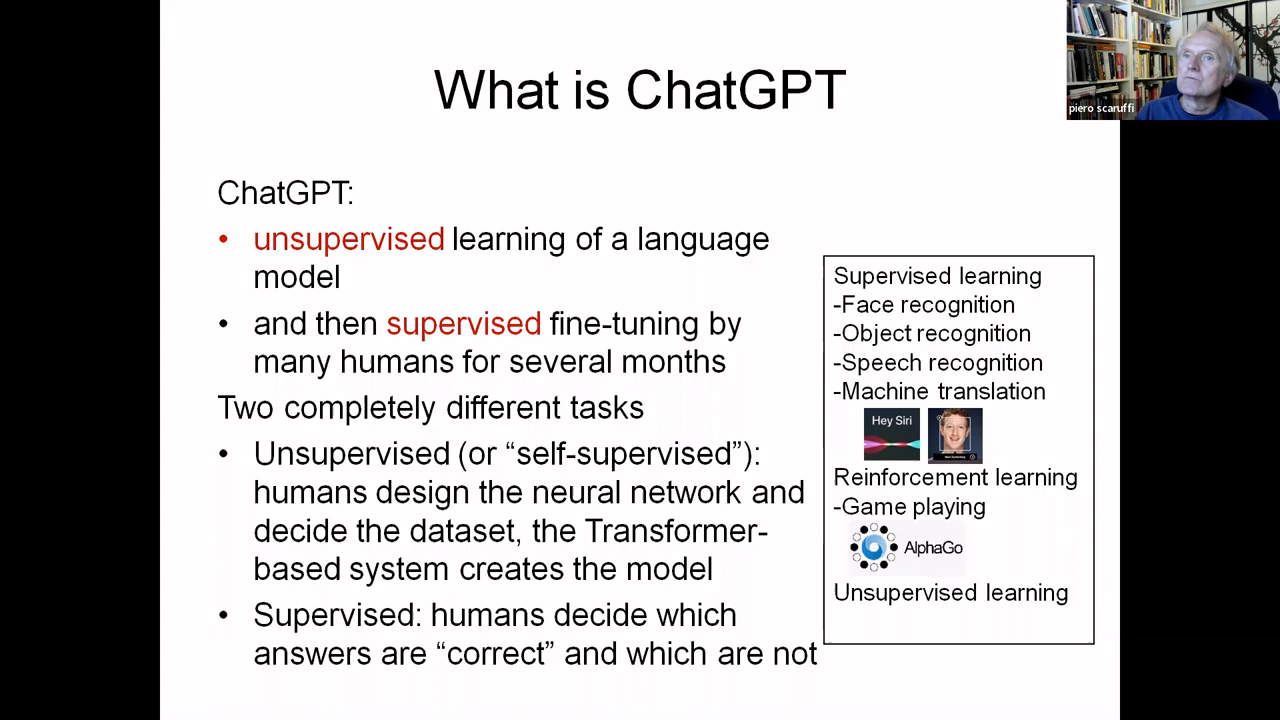 What is ChatGPT
piero scaruffi
ChatGPT:
• unsupervised learning of a language
model
• and then supervised fine-tuning by
many humans for several months
Two completely different tasks
• Unsupervised (or “self-supervised”):
humans design the neural network and
decide the dataset, the Transformer-
based system creates the model
• Supervised: humans decide which
answers are “correct” and which are not
Supervised learning
-Face recognition
-Object recognition
-Speech recognition
-Machine translation
Hey Siri
Reinforcement learning
-Game playing
AlphaGo
Unsupervised learning